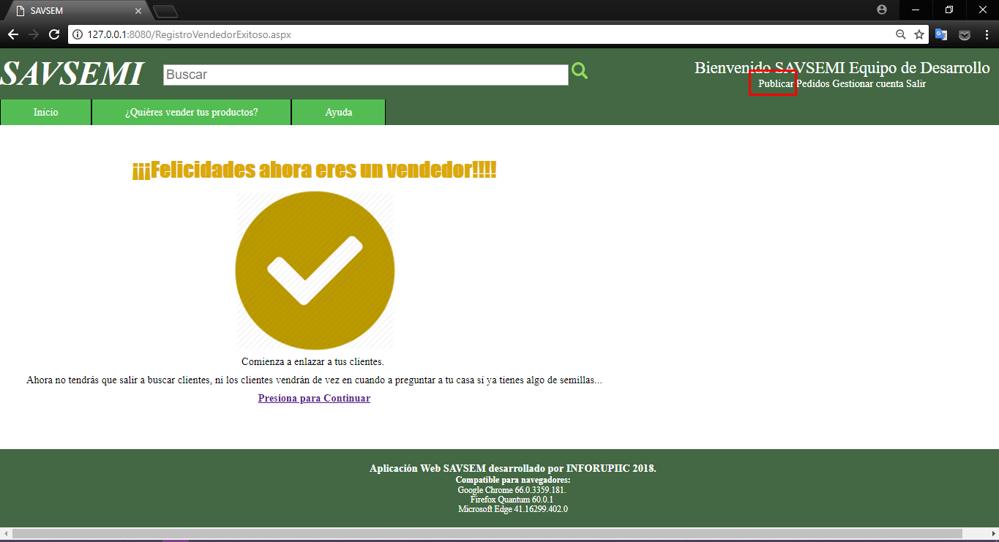 SAVSEM
127.0.0.1:8080/RegistroVendedorExitoso.aspx
SAVSEMI
Buscar
Bienvenido SAVSEMI Equipo de Desarrollo
Publicar Pedidos Gestionar cuenta Salir
Inicio
¿Quiéres vender tus productos?
Ayuda
¡¡¡Felicidades ahora eres un vendedor!!!!
Comienza a enlazar a tus clientes.
Ahora no tendrás que salir a buscar clientes, ni los clientes vendrán de vez en cuando a preguntar a tu casa si ya tienes algo de semillas...
Presiona para Continuar
Aplicación Web SAVSEM desarrollado por INFORUPIIC 2018.
Compatible para navegadores:
Google Chrome 66.0.3359.181.
Firefox Quantum 60.0.1
Microsoft Edge 41.16299.402.0